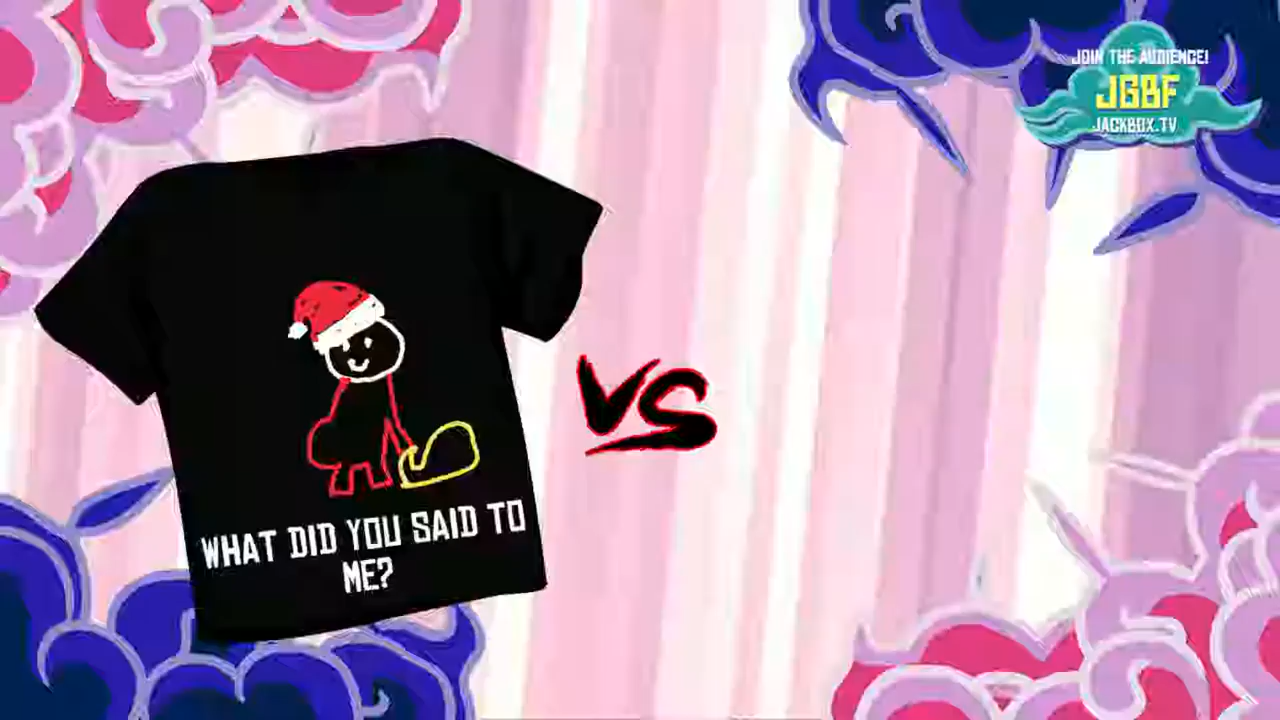 JOIN THE AUDIENCE!
JGBF
JACKBOX.TV
VS
WHAT DID YOU SAID TO
ME?